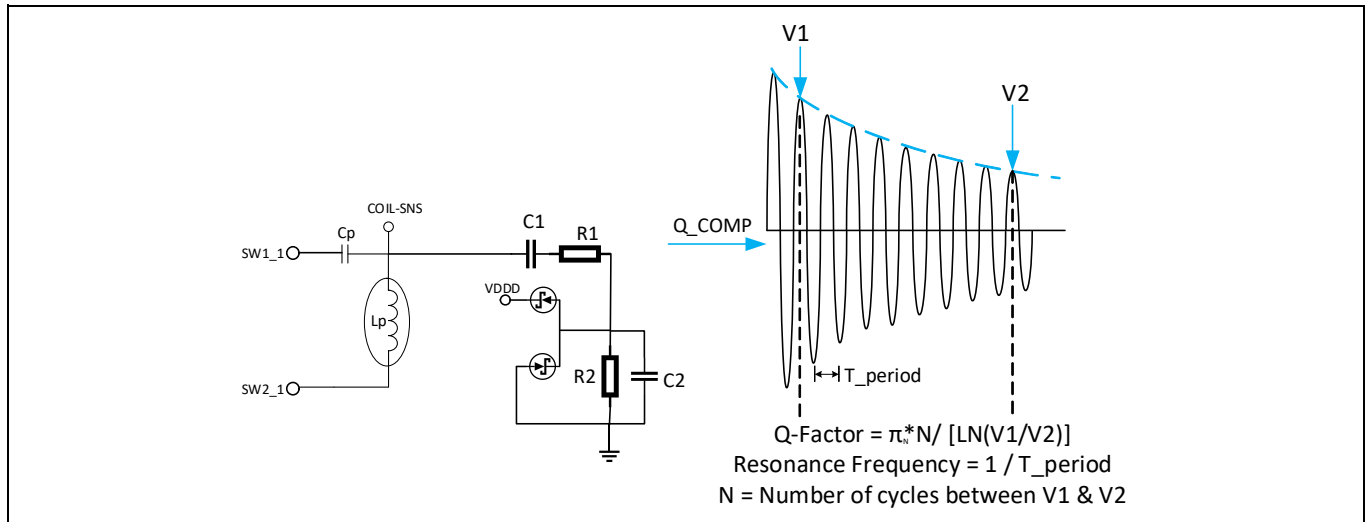 V1
V2
Q_COMP
COIL-SNS
Cp
C1
R1
SW1_1
VDDD
Lp
R2
C2
SW2_1
T_period
Q-Factor = π*N/ [LN(V1/V2)]
Resonance Frequency = 1 / T_period
N = Number of cycles between V1 & V2